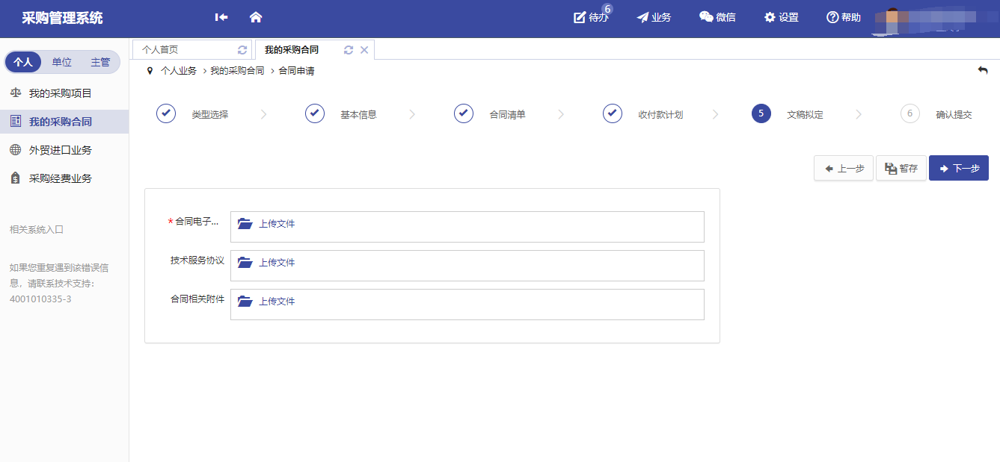 采购管理系统
待办 6 业务 微信 设置 帮助
个人首页 我的采购合同
个人 单位 主管
个人业务 > 我的采购合同 > 合同申请
我的采购项目
我的采购合同
外贸进口业务
采购经费业务
类型选择 基本信息 合同清单 收付款计划 5 文稿拟定 6 确认提交
上一步 暂存 下一步
*合同电子... 上传文件
技术服务协议 上传文件
合同相关附件 上传文件
相关系统入口
如果您重复遇到该错误信
息，请联系技术支持：
4001010335-3